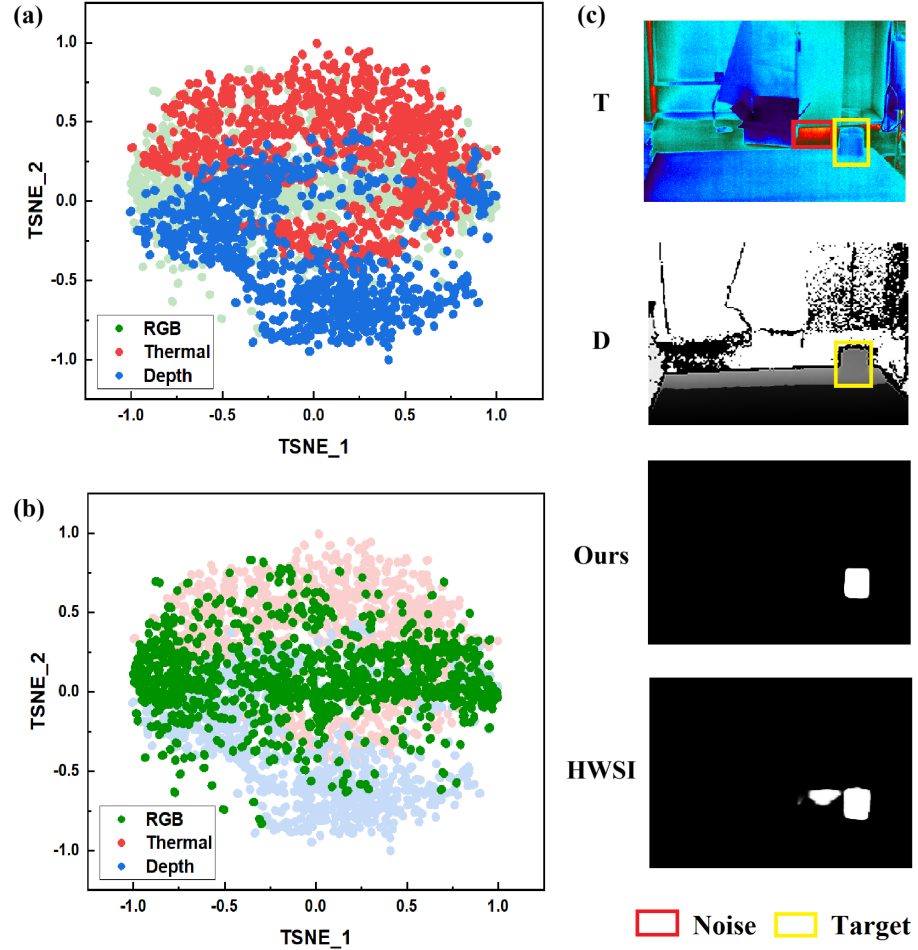 (a)
TSNE_2
1.0
0.5
0.0
-0.5
-1.0
RGB
Thermal
Depth
-1.0 -0.5 0.0 0.5 1.0
TSNE_1
(b)
TSNE_2
1.0
0.5
0.0
-0.5
-1.0
RGB
Thermal
Depth
-1.0 -0.5 0.0 0.5 1.0
TSNE_1
(c)
T
D
Ours
HWSI
Noise Target